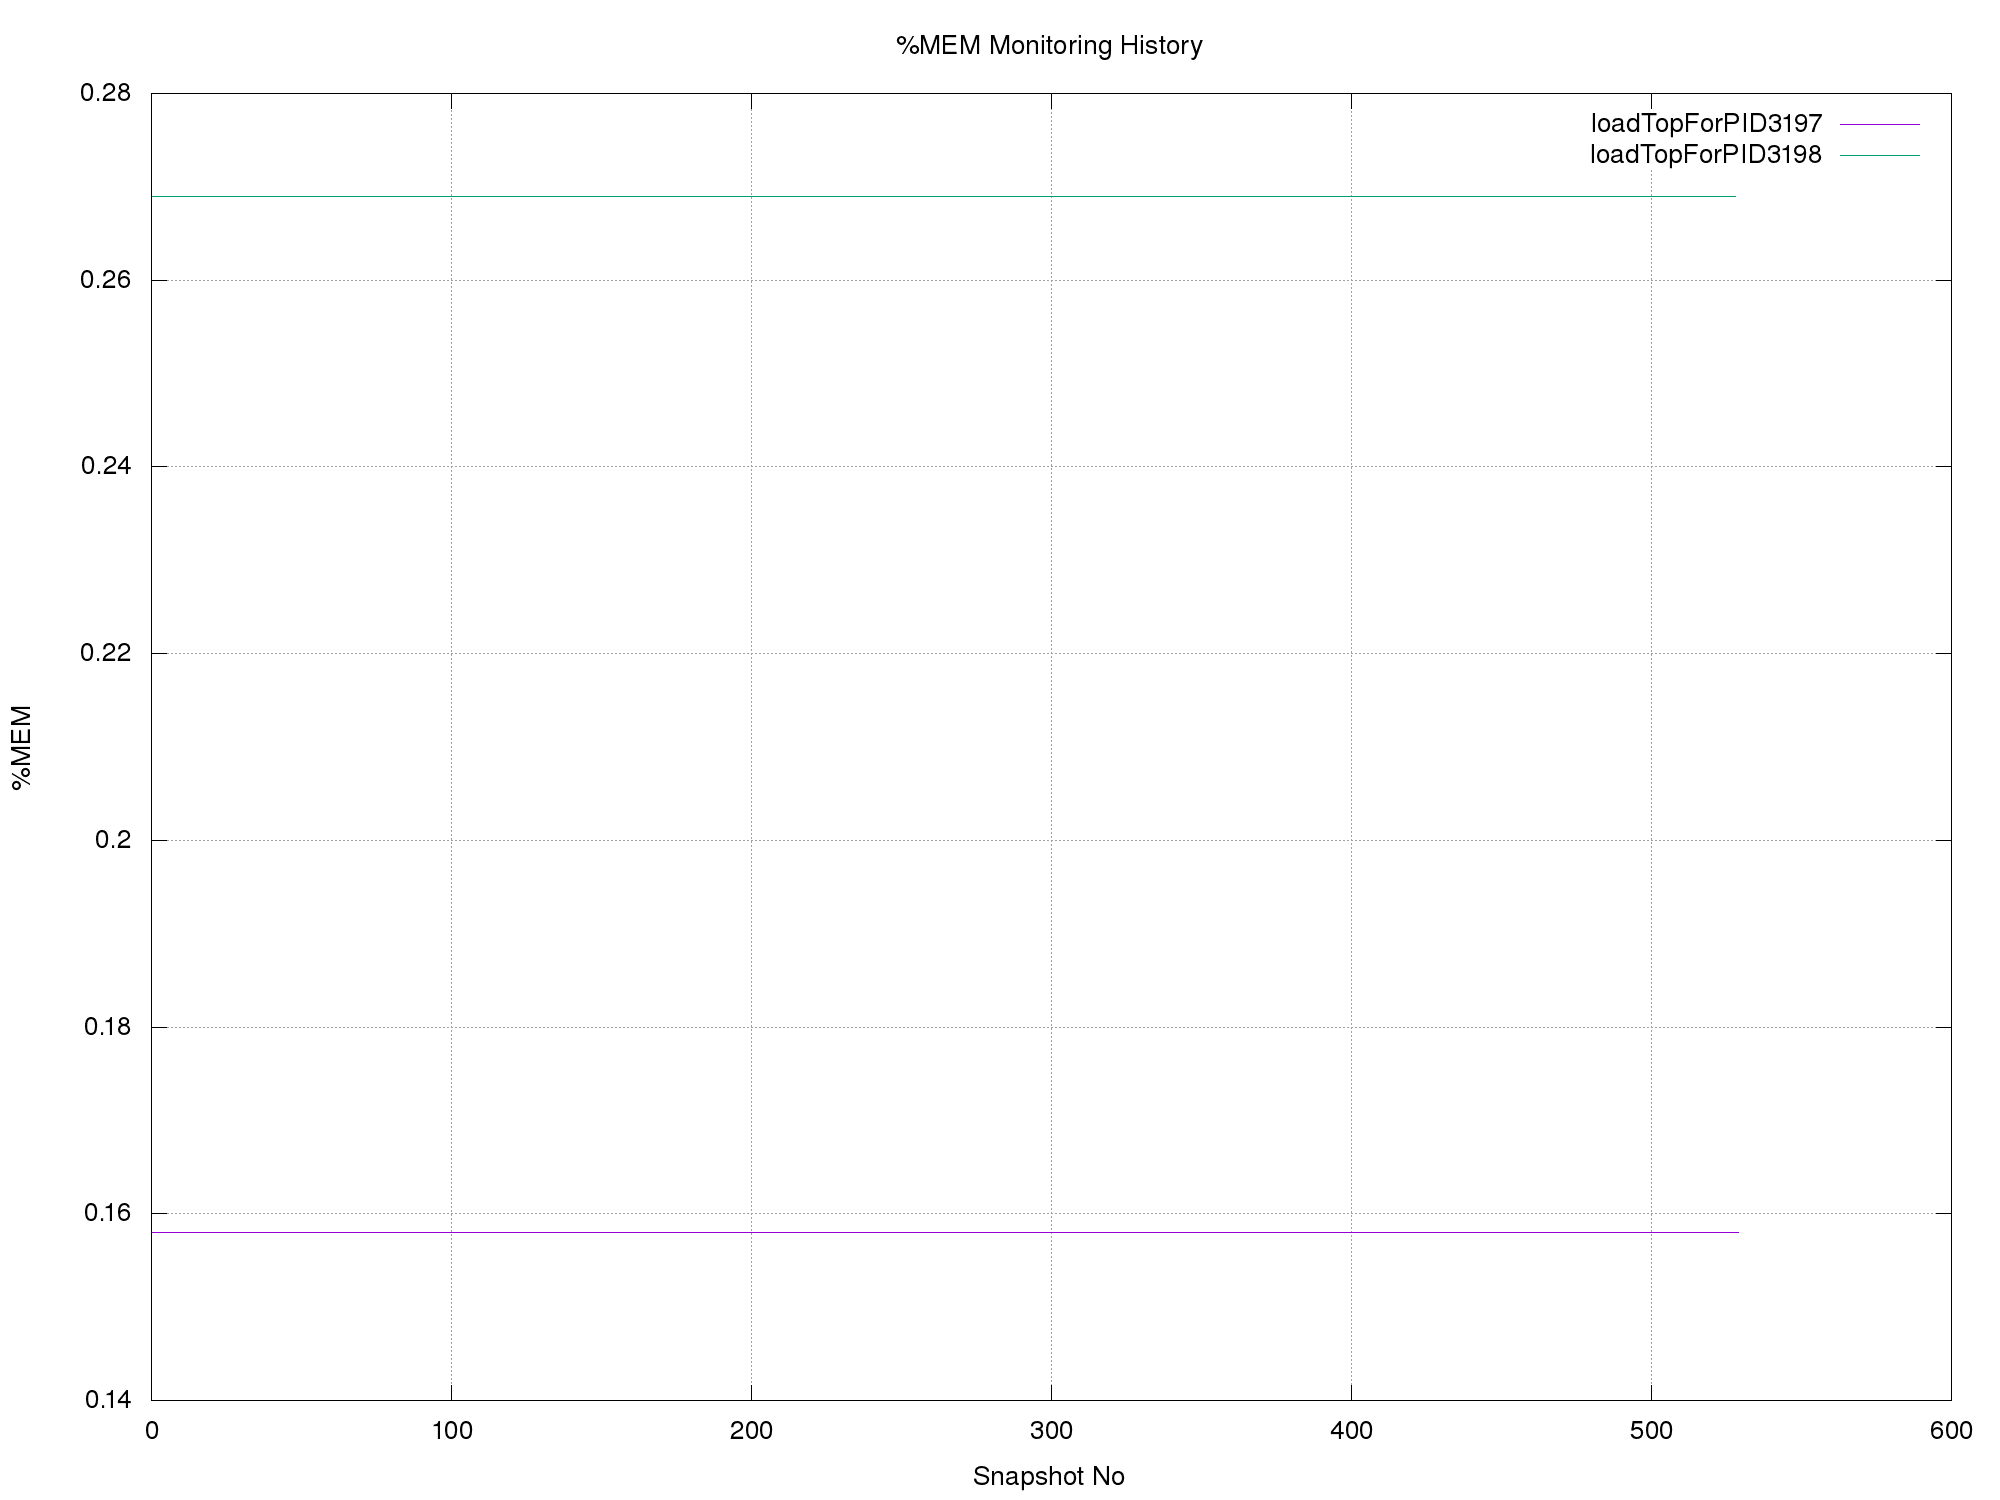 %MEM Monitoring History
0.28
loadTopForPID3197
loadTopForPID3198
0.26
0.24
0.22
%MEM
0.2
0.18
0.16
0.14
0 100 200 300 400 500 600
Snapshot No